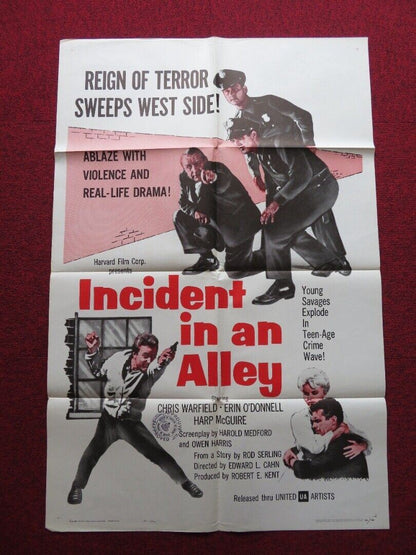 REIGN OF TERROR
SWEEPS WEST SIDE!
ABLAZE WITH
VIOLENCE AND
REAL-LIFE DRAMA!
Harvard Film Corp.
presents
Incident
in an
Alley
Young
Savages
Explode
In
Teen-Age
Crime
Wave!
CHRIS WARFIELD · ERIN O'DONNELL
HARP McGUIRE
Screenplay by HAROLD MEDFORD
and OWEN HARRIS
From a Story by ROD SERLING
Directed by EDWARD L. CAHN
Produced by ROBERT E. KENT
Released thru UNITED UA ARTISTS